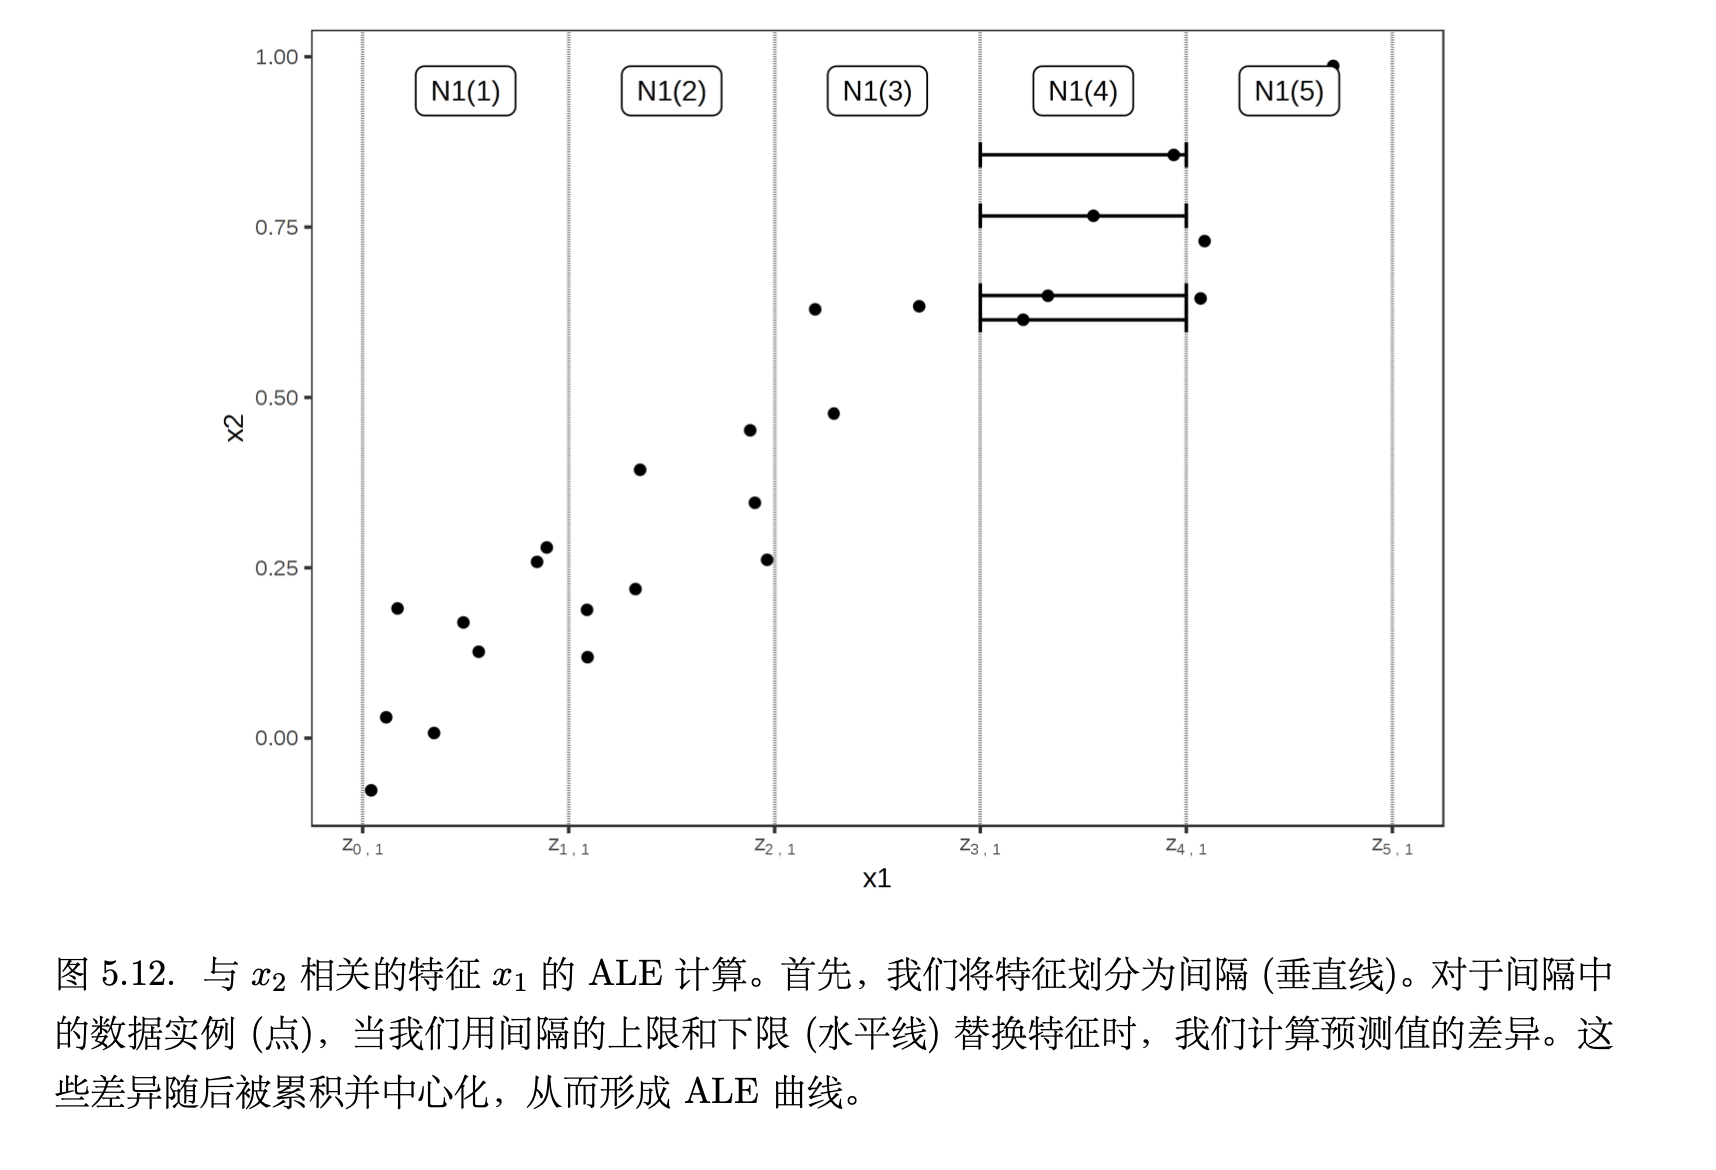 1.00
N1(1) N1(2) N1(3) N1(4) N1(5)
0.75
0.50
x2
0.25
0.00
z0,1 z1,1 z2,1 z3,1 z4,1 z5,1
x1
图 5.12. 与 x2 相关的特征 x1 的 ALE 计算。首先，我们将特征划分为间隔 (垂直线)。对于间隔中
的数据实例 (点)，当我们用间隔的上限和下限 (水平线) 替换特征时，我们计算预测值的差异。这
些差异随后被累积并中心化，从而形成 ALE 曲线。